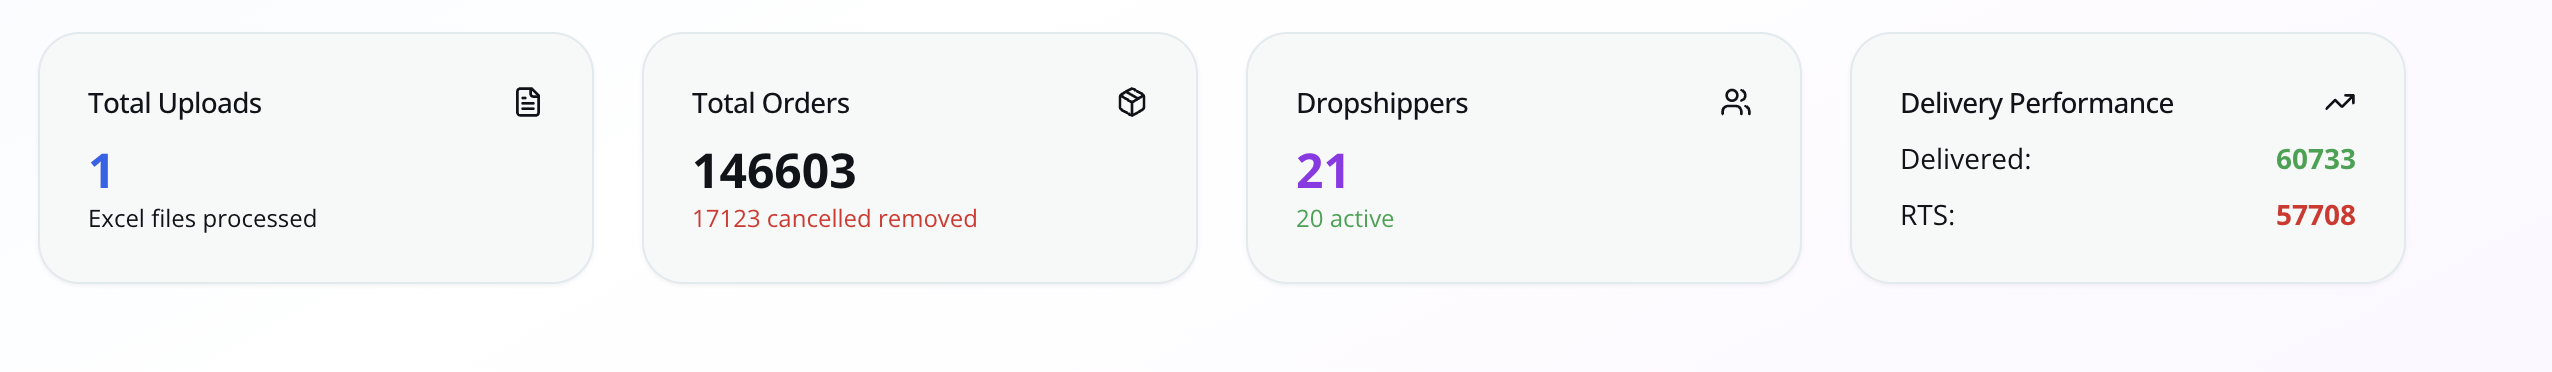 Total Uploads
1
Excel files processed
Total Orders
146603
17123 cancelled removed
Dropshippers
21
20 active
Delivery Performance
Delivered: 60733
RTS: 57708